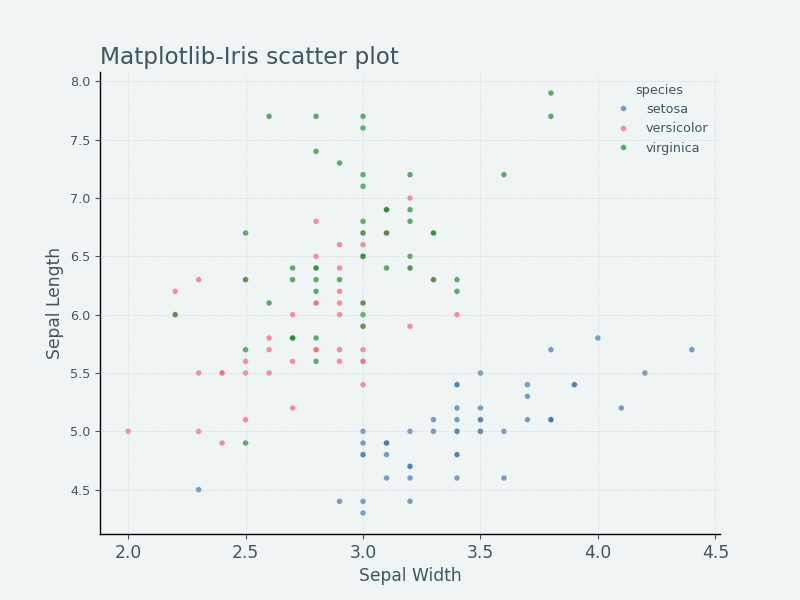 Matplotlib-Iris scatter plot
species
setosa
versicolor
virginica
8.0
7.5
7.0
6.5
6.0
5.5
5.0
4.5
Sepal Length
2.0 2.5 3.0 3.5 4.0 4.5
Sepal Width